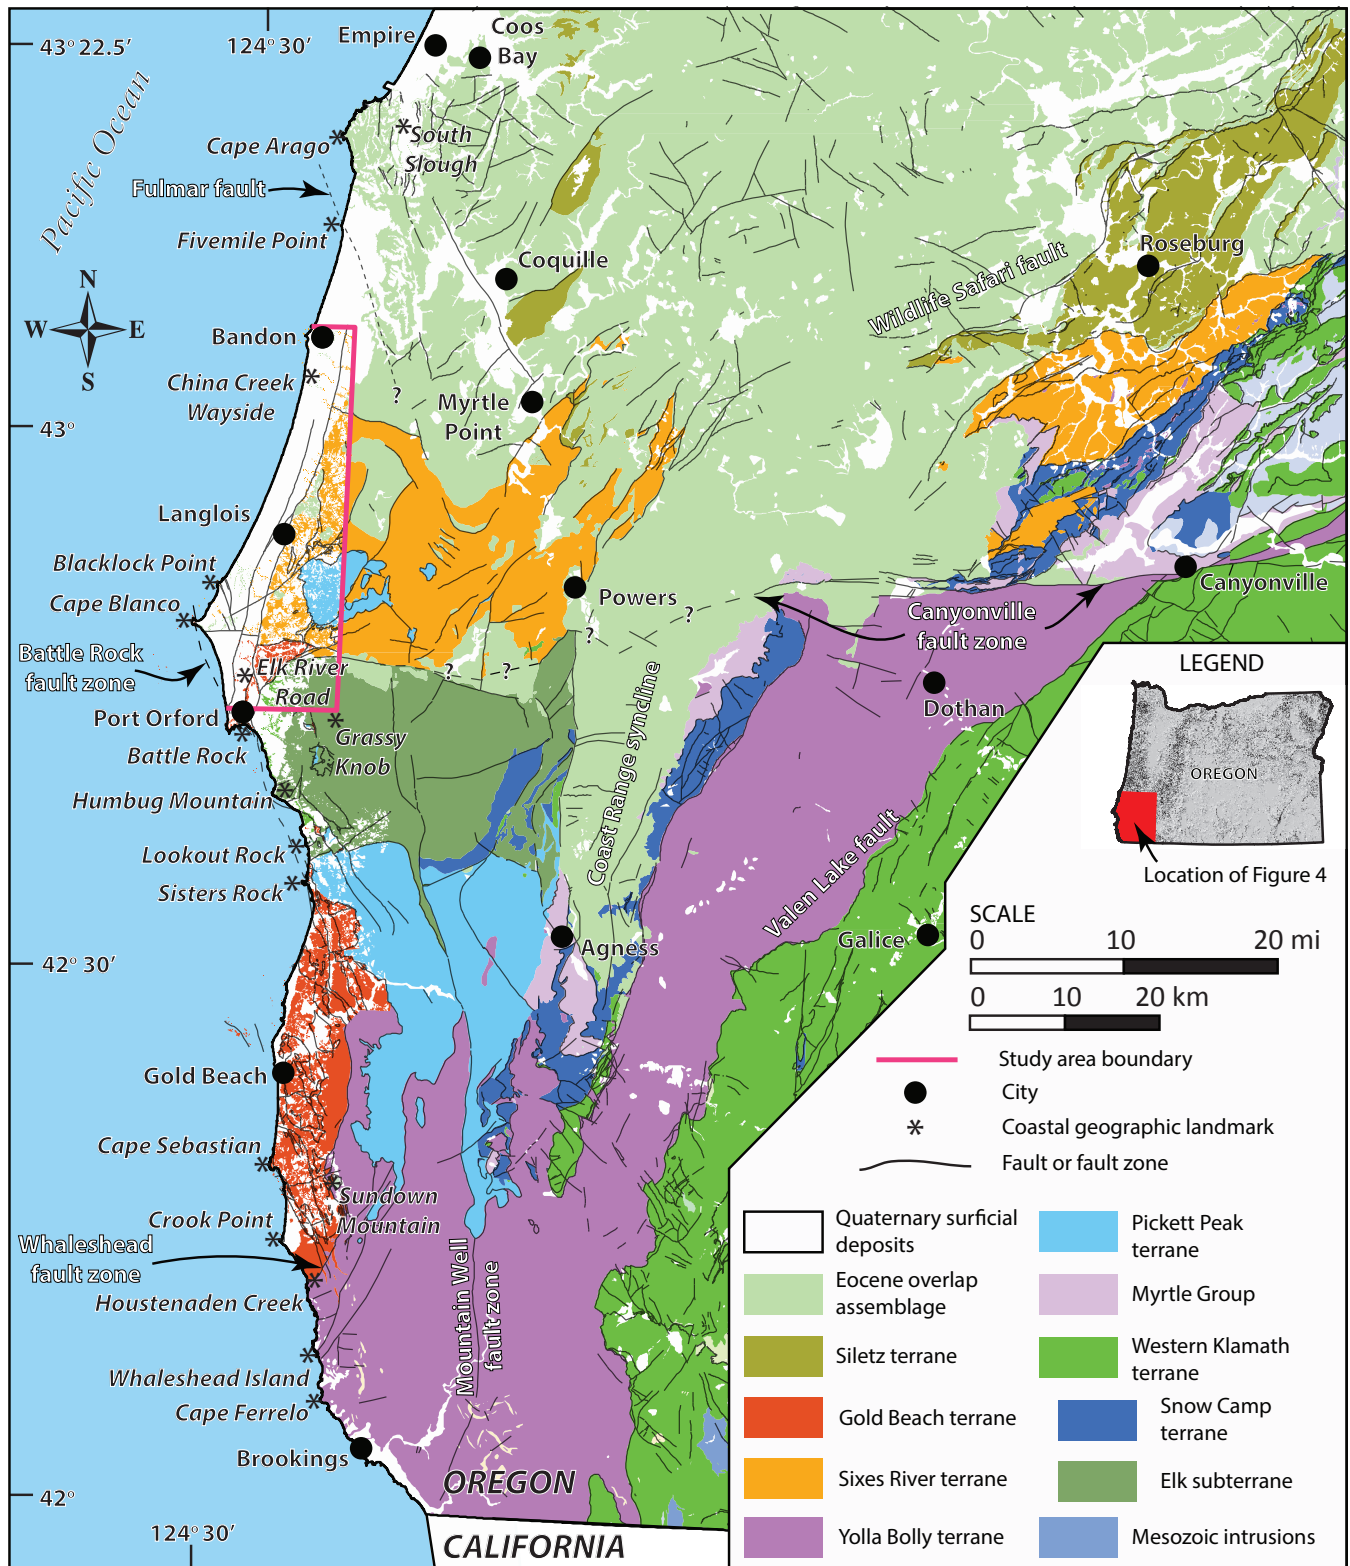 43° 22.5’
124° 30’
Empire
Coos
Bay
Pacific Ocean
Cape Arago
South
Slough
Fulmar fault
Fivemile Point
Coquille
Roseburg
Wildlife Safari fault
N
W
E
S
Bandon
China Creek
Wayside
?
Myrtle
Point
43°
Langlois
Blacklock Point
Cape Blanco
Powers
?
?
Canyonville
Canyonville
fault zone
Battle Rock
fault zone
Elk River
Road
?
?
Port Orford
Battle Rock
Grassy
Knob
Humbug Mountain
Coast Range syncline
Dothan
Lookout Rock
Sisters Rock
Valen Lake fault
Agness
Galice
42° 30’
Gold Beach
Cape Sebastian
Sundown
Mountain
Crook Point
Whaleshead
fault zone
Houstenaden Creek
Mountain Well
fault zone
Whaleshead Island
Cape Ferrelo
Brookings
42°
OREGON
124° 30’
CALIFORNIA
LEGEND
OREGON
Location of Figure 4
SCALE
0 10 20 mi
0 10 20 km
Study area boundary
City
Coastal geographic landmark
Fault or fault zone
Quaternary surficial
deposits
Eocene overlap
assemblage
Siletz terrane
Gold Beach terrane
Sixes River terrane
Yolla Bolly terrane
Pickett Peak
terrane
Myrtle Group
Western Klamath
terrane
Snow Camp
terrane
Elk subterrane
Mesozoic intrusions